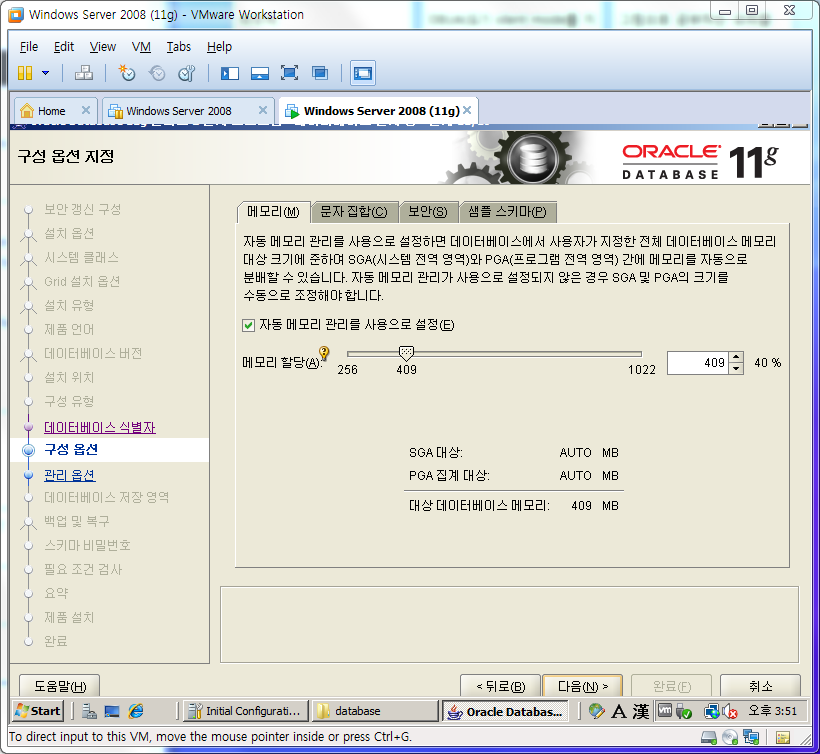 Windows Server 2008 (11g) - VMware Workstation
File Edit View VM Tabs Help
Home
Windows Server 2008
Windows Server 2008 (11g)
구성 옵션 지정
ORACLE
DATABASE 11g
보안 갱신 구성
설치 옵션
시스템 클래스
Grid 설치 옵션
설치 유형
제품 언어
데이터베이스 버전
설치 위치
구성 유형
데이터베이스 식별자
구성 옵션
관리 옵션
데이터베이스 저장 영역
백업 및 복구
스키마 비밀번호
필요 조건 검사
요약
제품 설치
완료
메모리(M) 문자 집합(C) 보안(S) 샘플 스키마(P)
자동 메모리 관리를 사용으로 설정하면 데이터베이스에서 사용자가 지정한 전체 데이터베이스 메모리
대상 크기에 준하여 SGA(시스템 전역 영역)와 PGA(프로그램 전역 영역) 간에 메모리를 자동으로
분배할 수 있습니다. 자동 메모리 관리가 사용으로 설정되지 않은 경우 SGA 및 PGA의 크기를
수동으로 조정해야 합니다.
자동 메모리 관리를 사용으로 설정(E)
메모리 할당(A):
256 409 1022
409 40 %
SGA 대상: AUTO MB
PGA 집계 대상: AUTO MB
대상 데이터베이스 메모리: 409 MB
도움말(H) < 뒤로(B) 다음(N) > 완료(F) 취소
Start
Initial Configurati...
database
Oracle Databas...
A 漢
오후 3:51
To direct input to this VM, move the mouse pointer inside or press Ctrl+G.